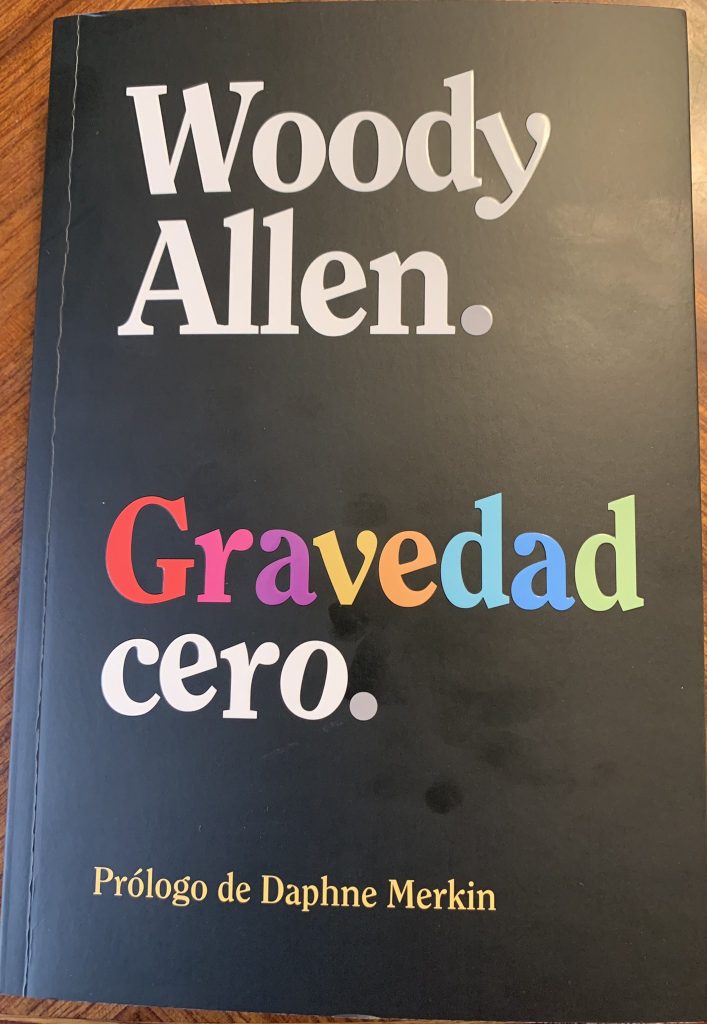 Woody
Allen.
Gravedad
cero.
Prólogo de Daphne Merkin